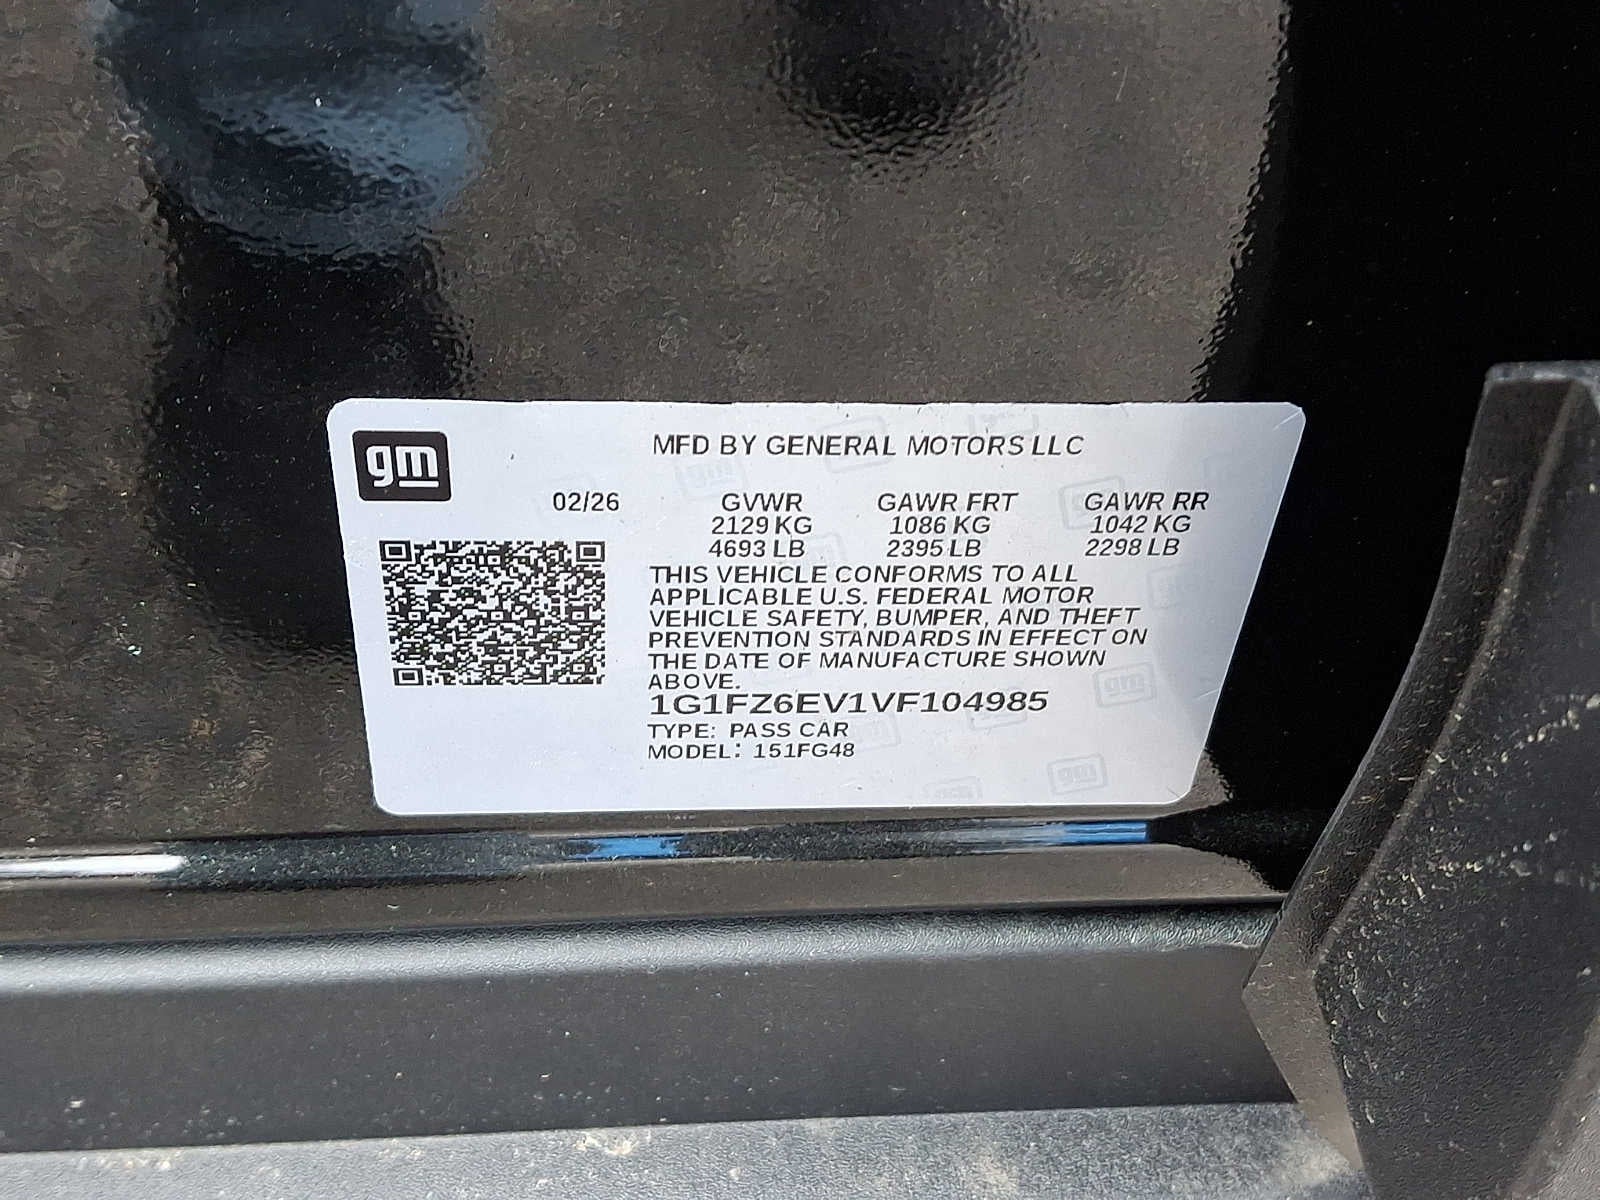 gm
MFD BY GENERAL MOTORS LLC
02/26 GVWR GAWR FRT GAWR RR
2129 KG 1086 KG 1042 KG
4693 LB 2395 LB 2298 LB
THIS VEHICLE CONFORMS TO ALL
APPLICABLE U.S. FEDERAL MOTOR
VEHICLE SAFETY, BUMPER, AND THEFT
PREVENTION STANDARDS IN EFFECT ON
THE DATE OF MANUFACTURE SHOWN
ABOVE.
1G1FZ6EV1VF104985
TYPE: PASS CAR
MODEL: 151FG48